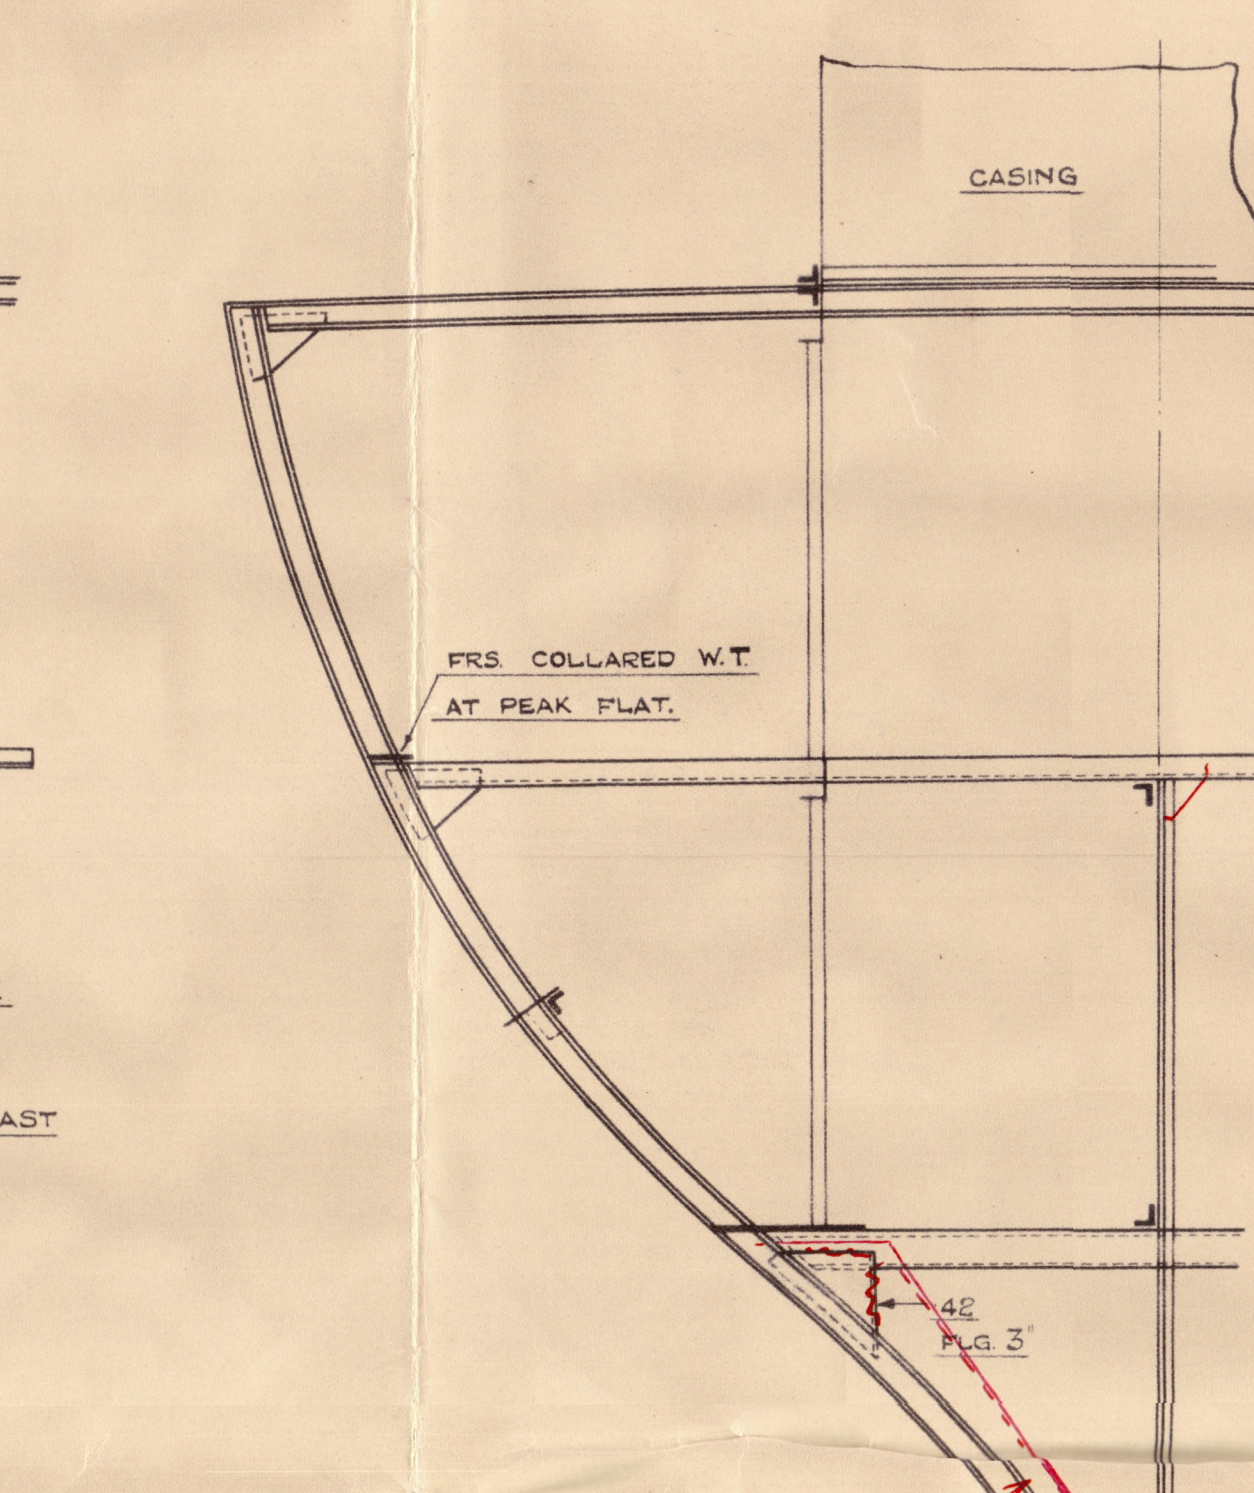 CASING
FRS. COLLARED W.T.
AT PEAK FLAT.
AST
42
FLG. 3"